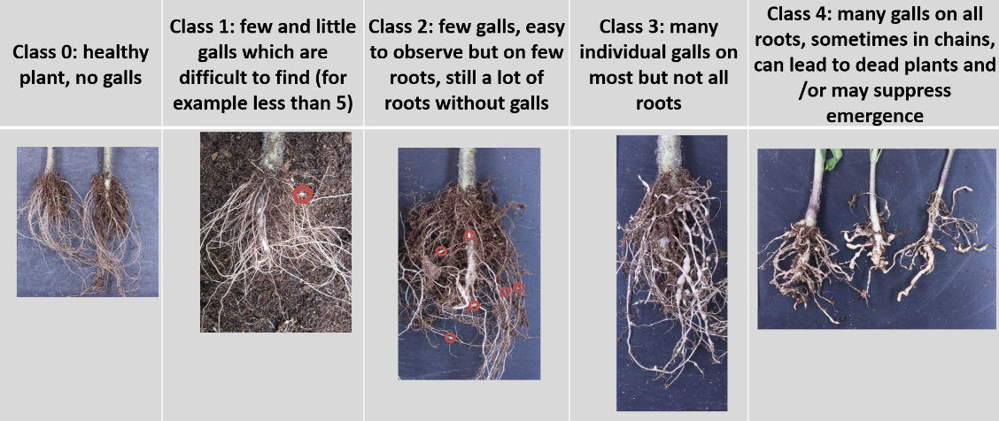 Class 0: healthy
plant, no galls
Class 1: few and little
galls which are
difficult to find (for
example less than 5)
Class 2: few galls, easy
to observe but on few
roots, still a lot of
roots without galls
Class 3: many
individual galls on
most but not all
roots
Class 4: many galls on all
roots, sometimes in chains,
can lead to dead plants and
/or may suppress
emergence